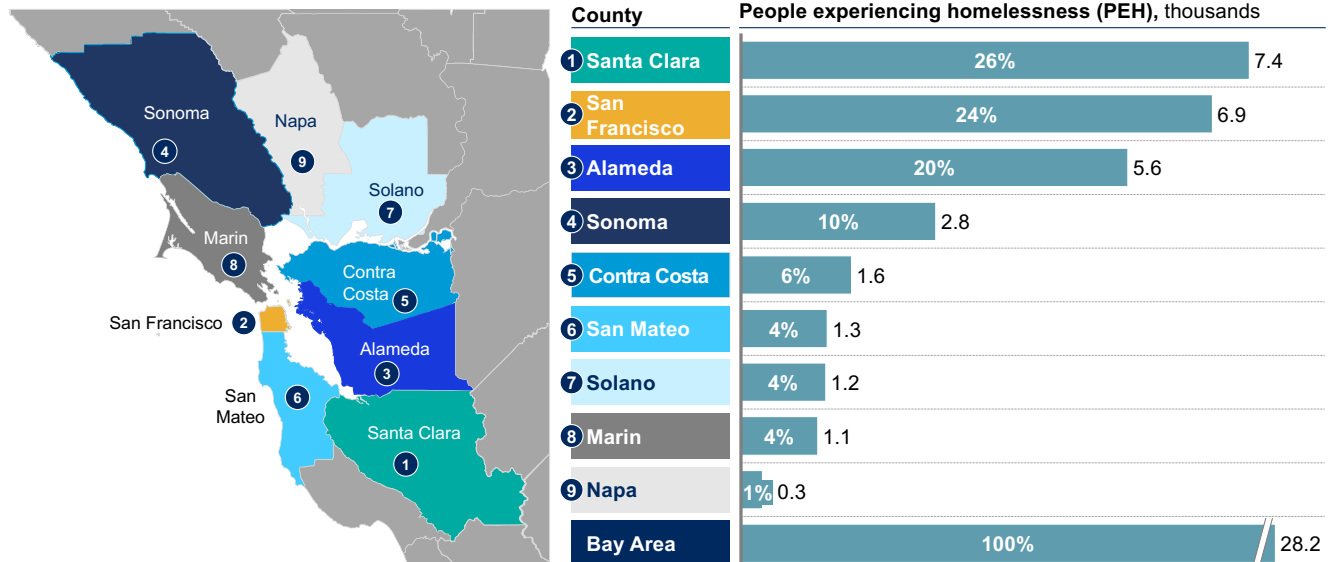 Sonoma
4
Napa
9
Solano
7
Marin
8
Contra
Costa
5
San Francisco
2
Alameda
3
San
Mateo
6
Santa Clara
1
County
People experiencing homelessness (PEH), thousands
1 Santa Clara 26% 7.4
2 San
Francisco 24% 6.9
3 Alameda 20% 5.6
4 Sonoma 10% 2.8
5 Contra Costa 6% 1.6
6 San Mateo 4% 1.3
7 Solano 4% 1.2
8 Marin 4% 1.1
9 Napa 1% 0.3
Bay Area 100% 28.2